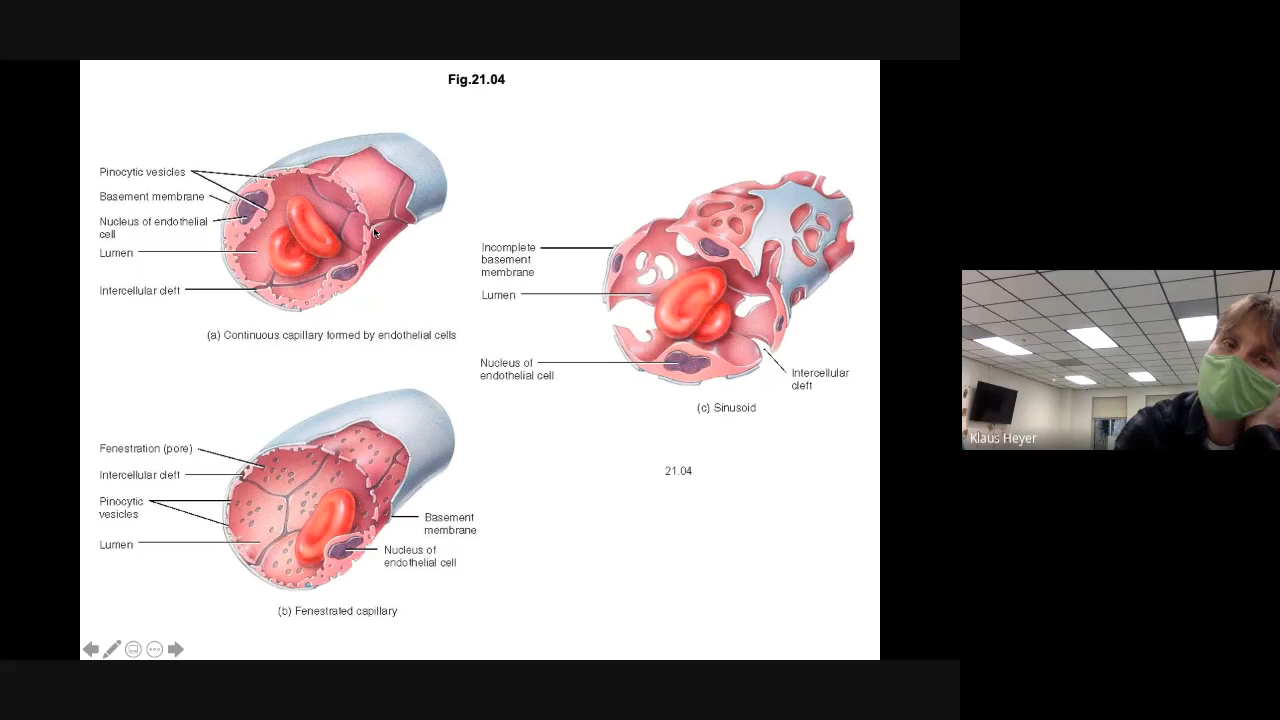 Fig.21.04
Pinocytic vesicles
Basement membrane
Nucleus of endothelial
cell
Lumen
Intercellular cleft
(a) Continuous capillary formed by endothelial cells
Incomplete
basement
membrane
Lumen
Nucleus of
endothelial cell
Intercellular
cleft
(c) Sinusoid
Fenestration (pore)
Intercellular cleft
Pinocytic
vesicles
Lumen
Basement
membrane
Nucleus of
endothelial cell
(b) Fenestrated capillary
21.04
Klaus Heyer